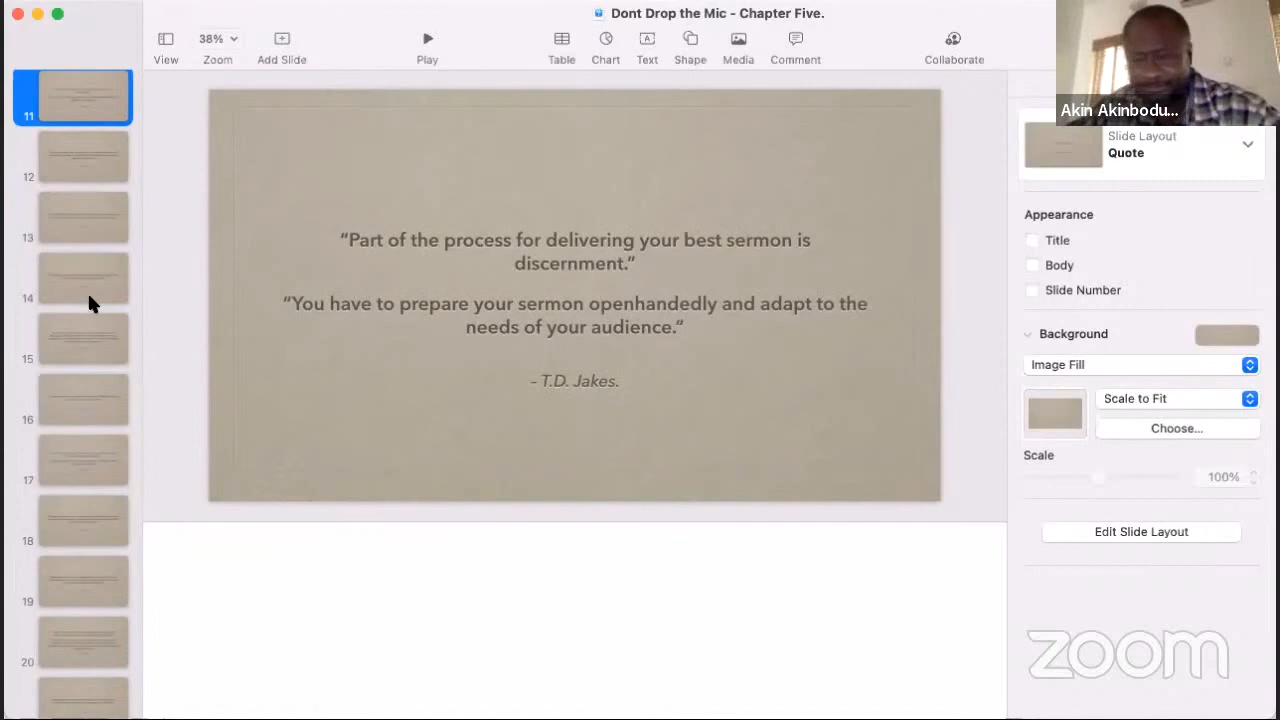 Dont Drop the Mic - Chapter Five.
View
38%
Zoom
Add Slide
Play
Table
Chart
Text
Shape
Media
Comment
Collaborate
Akin Akinbodu...
11
12
13
14
15
16
17
18
19
20
“Part of the process for delivering your best sermon is
discernment.”
“You have to prepare your sermon openhandedly and adapt to the
needs of your audience.”
- T.D. Jakes.
Slide Layout
Quote
Appearance
Title
Body
Slide Number
Background
Image Fill
Scale to Fit
Choose...
Scale
100%
Edit Slide Layout
zoom